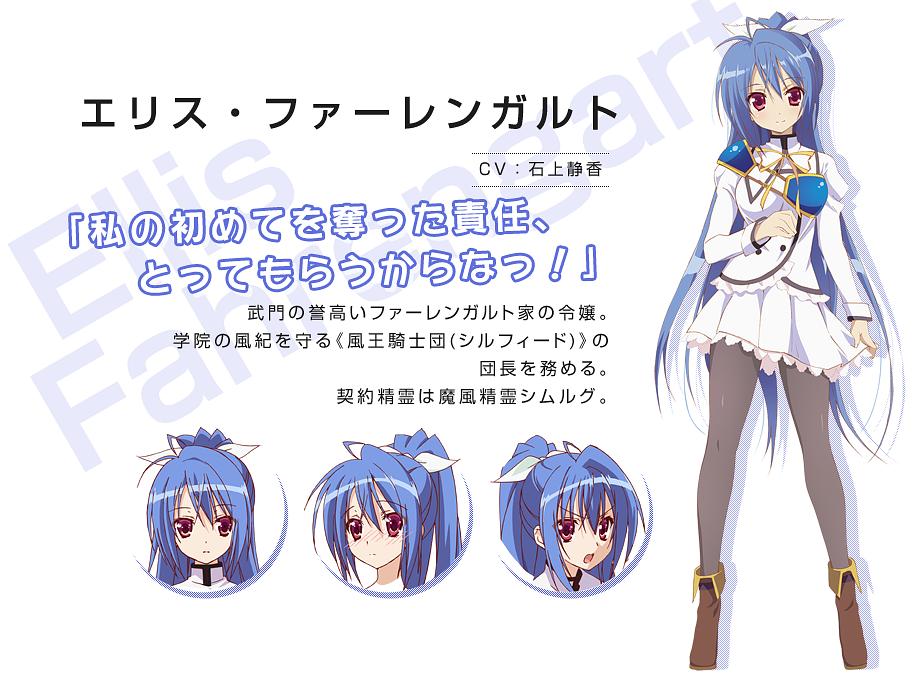 Ellis
Fahrengart
エリス・ファーレンガルト
CV：石上静香
「私の初めてを奪った責任、
とってもらうからなっ！」
武門の誉高いファーレンガルト家の令嬢。
学院の風紀を守る《風王騎士団(シルフィード)》の
団長を務める。
契約精霊は魔風精霊シムルグ。